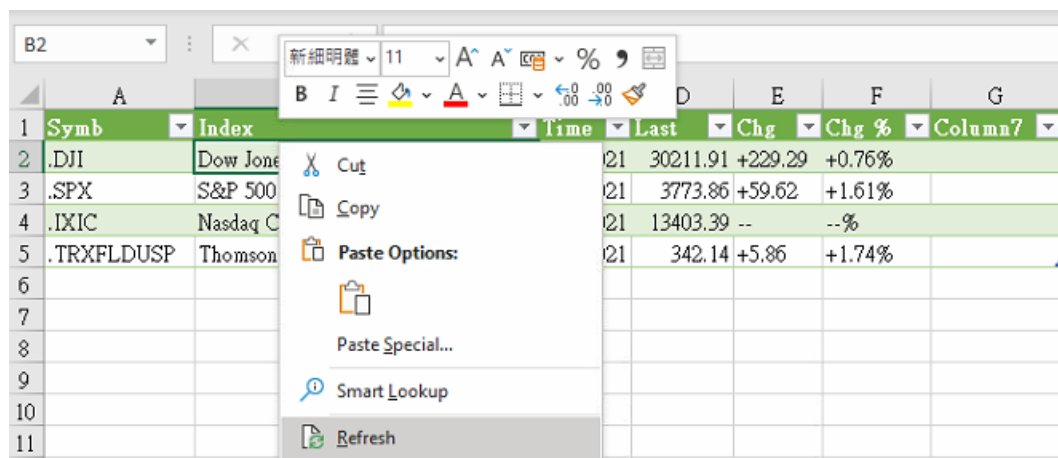 B2
新細明體 11 A A % 9
B I A .00 .00
A D E F G
1 Symb Index Time Last Chg Chg % Column7
2 .DJI Dow Jone 021 30211.91 +229.29 +0.76%
3 .SPX S&P 500 021 3773.86 +59.62 +1.61%
4 .IXIC Nasdaq C 021 13403.39 -- --%
5 .TRXFLDUSP Thomson 021 342.14 +5.86 +1.74%
6
7
8
9
10
11
Cut
Copy
Paste Options:
Paste Special...
Smart Lookup
Refresh